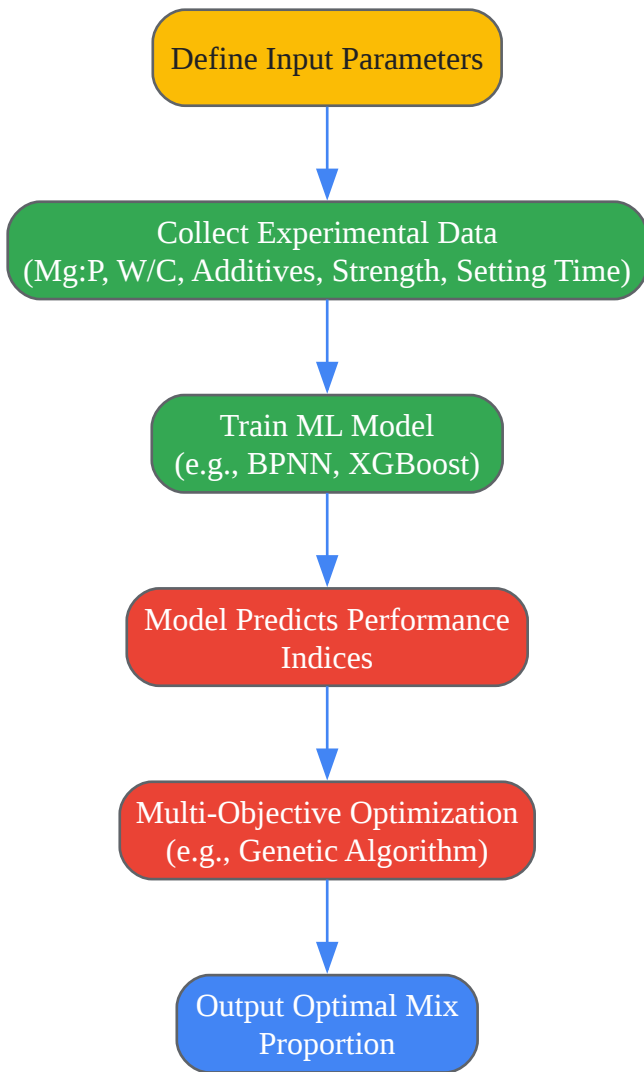 Define Input Parameters
Collect Experimental Data
(Mg:P, W/C, Additives, Strength, Setting Time)
Train ML Model
(e.g., BPNN, XGBoost)
Model Predicts Performance
Indices
Multi-Objective Optimization
(e.g., Genetic Algorithm)
Output Optimal Mix
Proportion